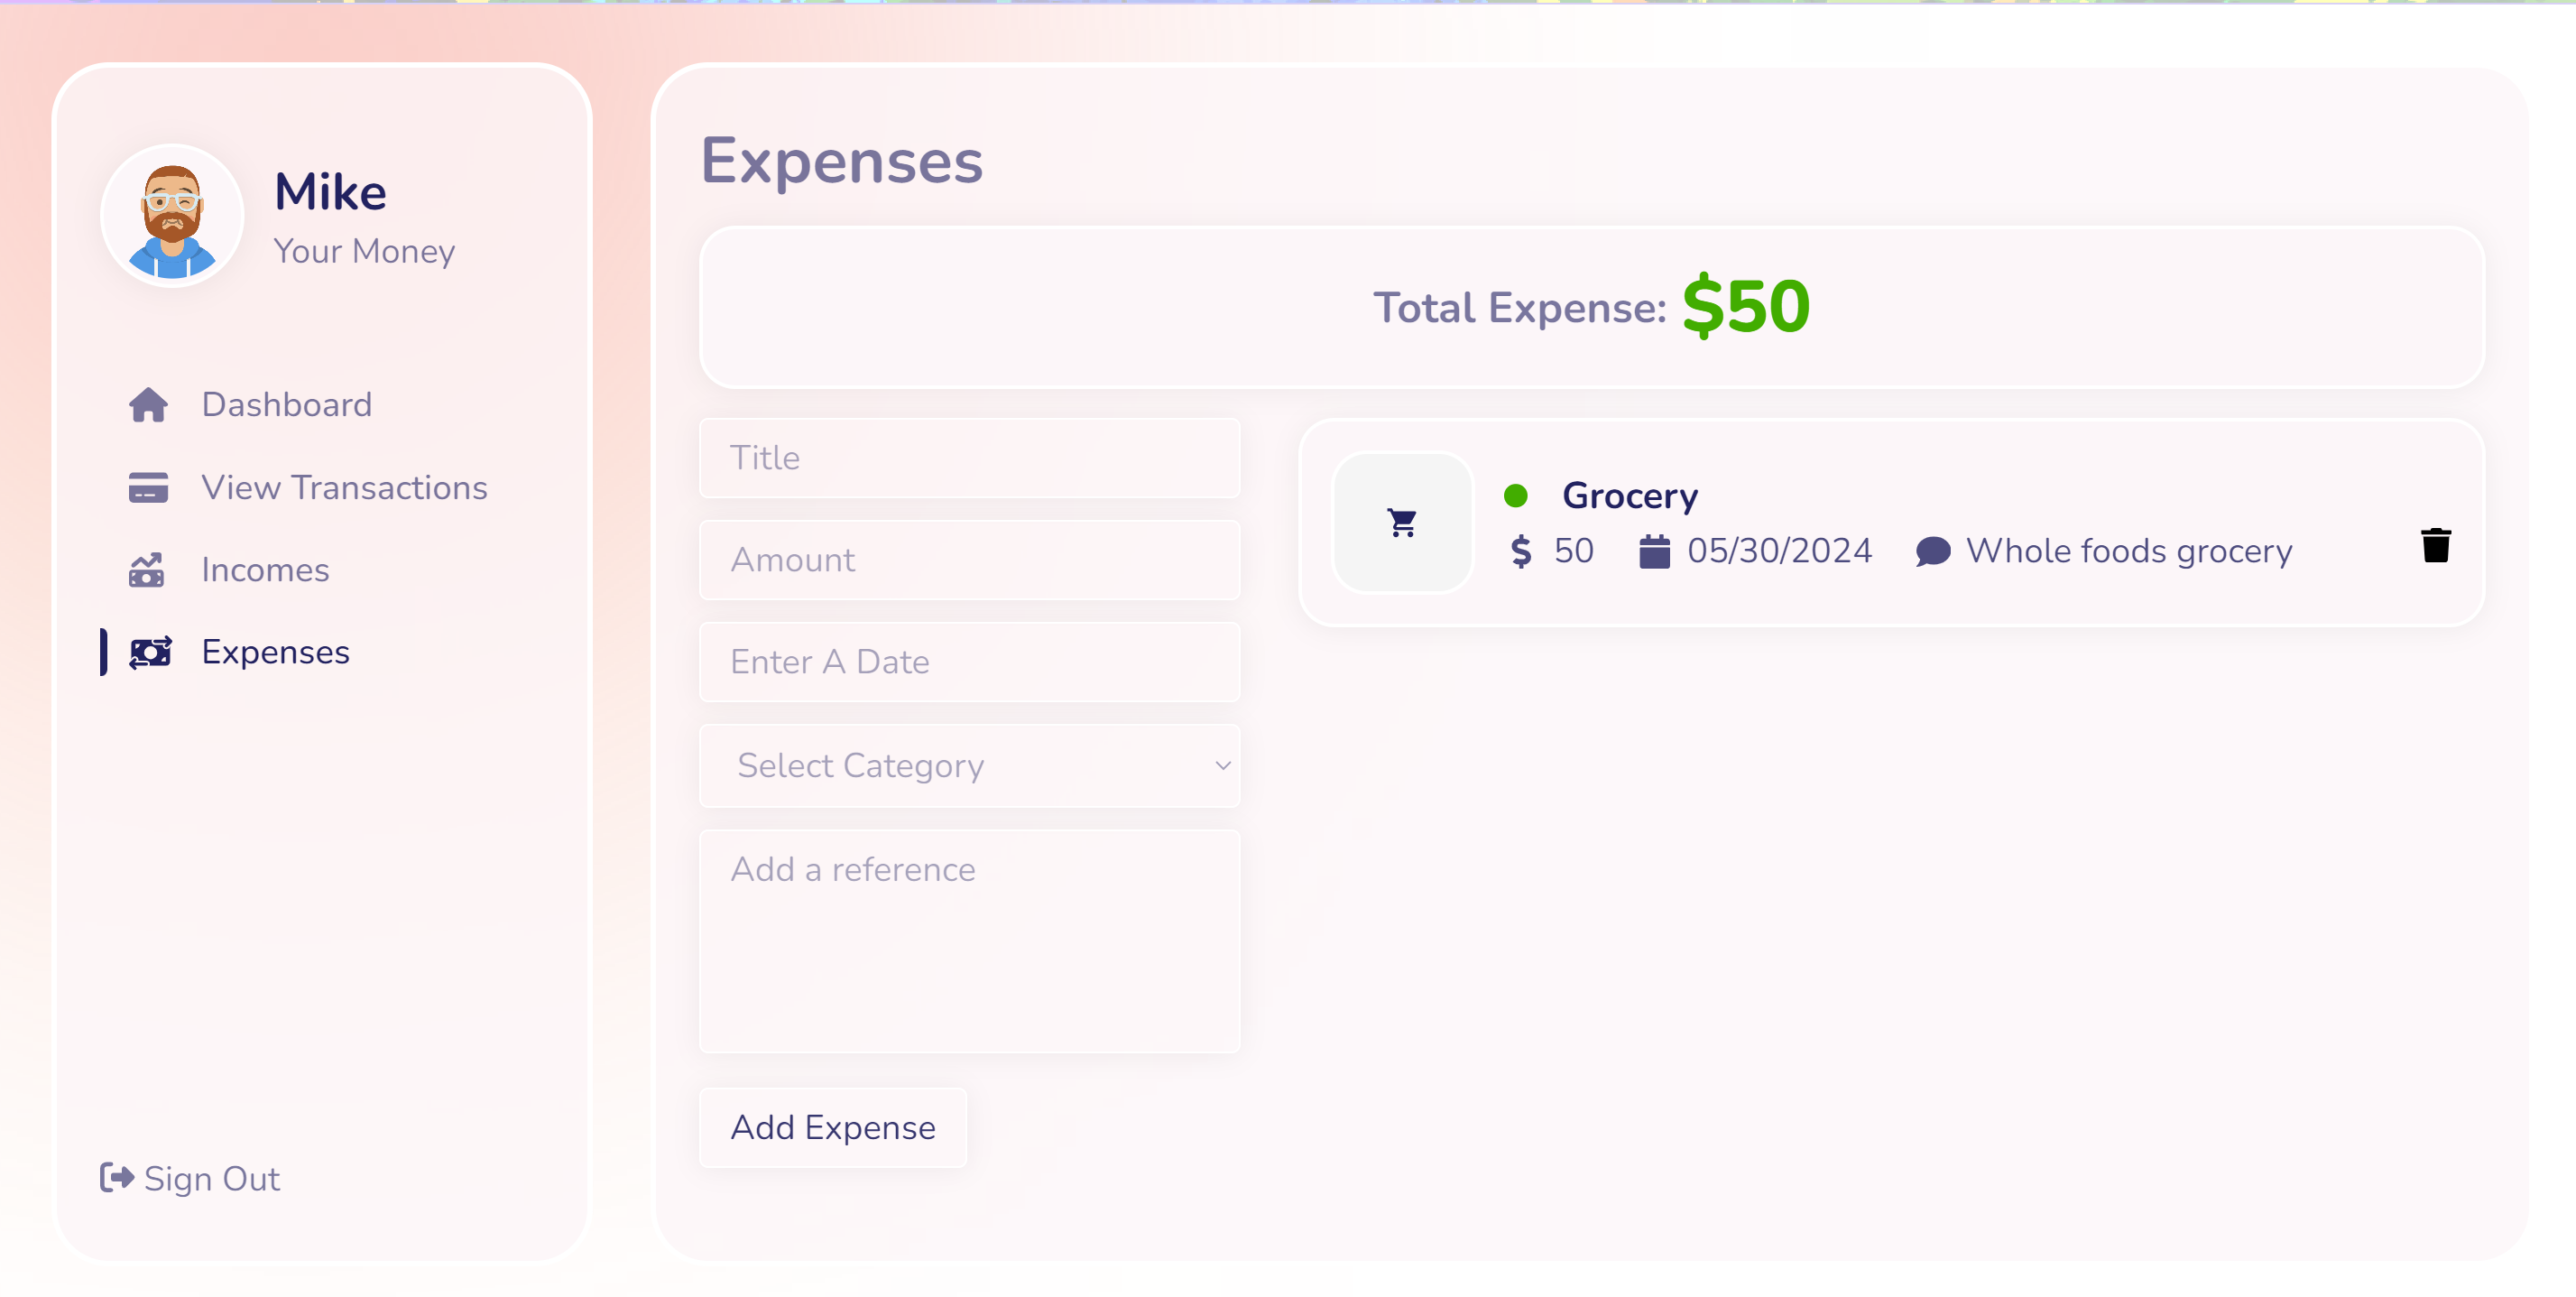 Mike
Your Money
Dashboard
View Transactions
Incomes
Expenses
Sign Out
Expenses
Total Expense: $50
Title
Amount
Enter A Date
Select Category
Add a reference
Add Expense
Grocery
$ 50 05/30/2024 Whole foods grocery